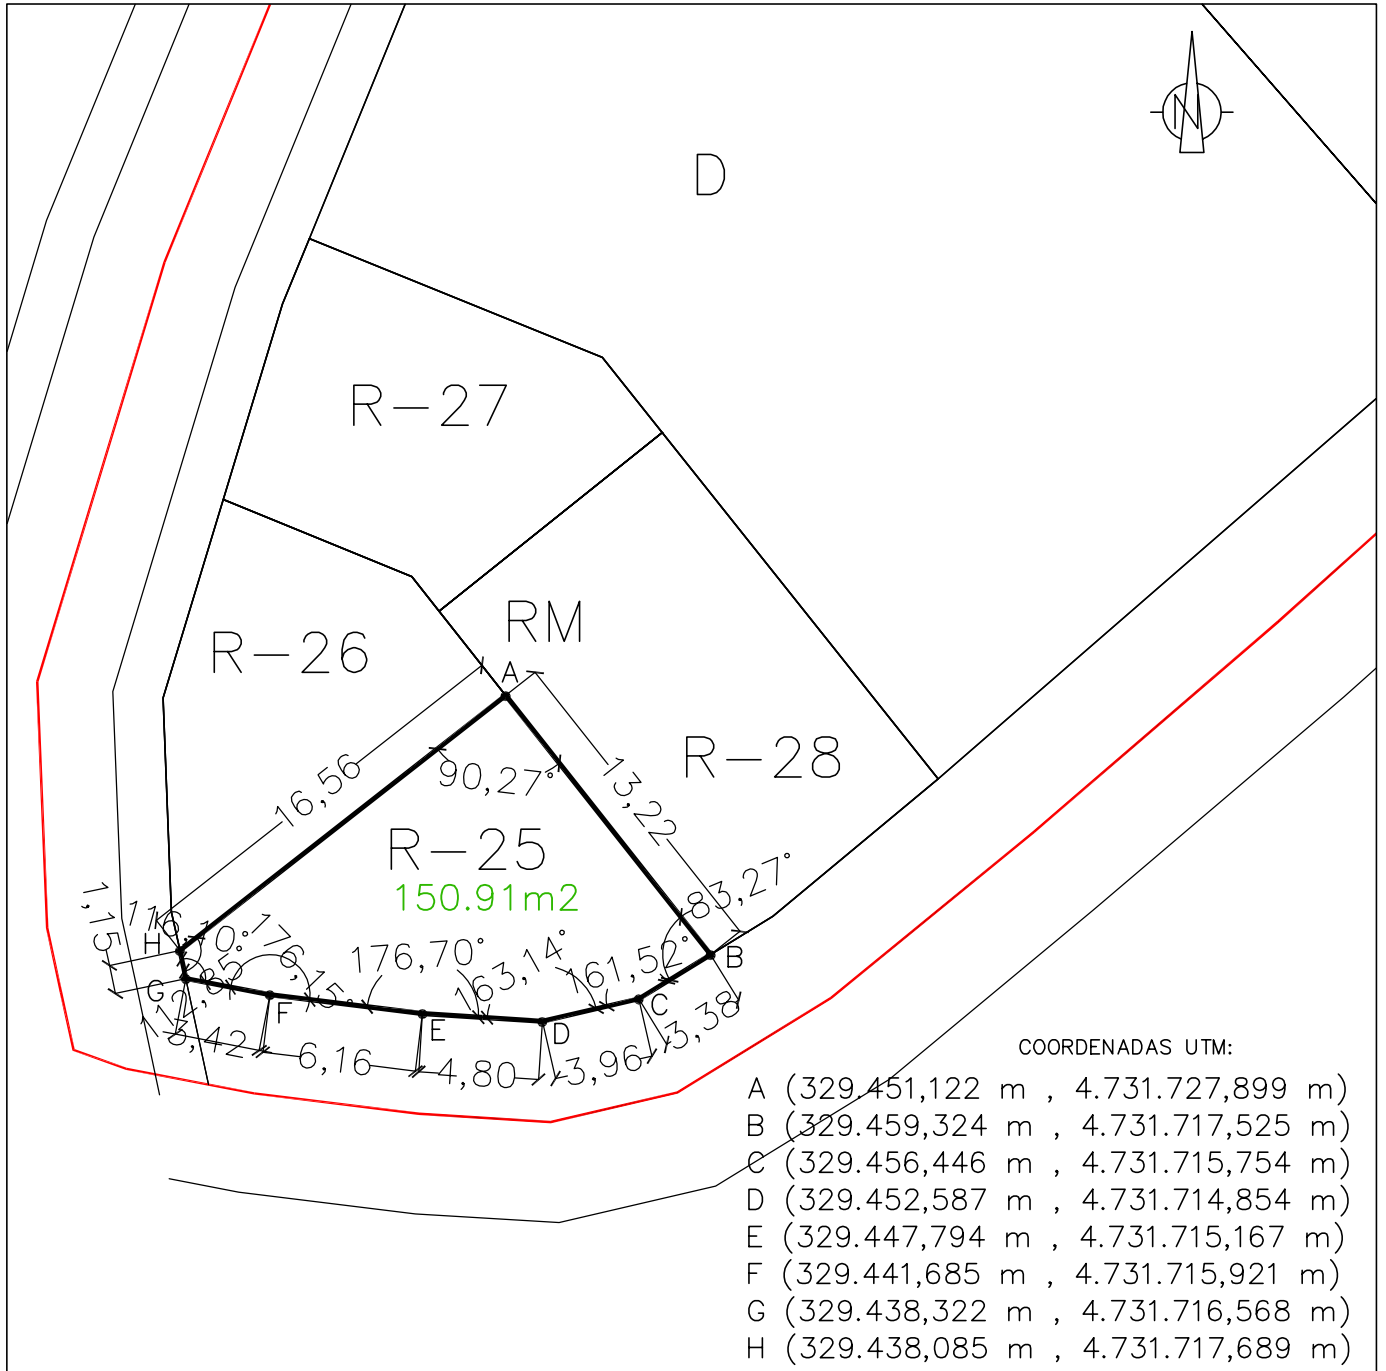 N
D
R-27
RM
R-26
A
R-28
16,56
90,27°
13,22
R-25
150.91m2
83,27°
1,15
116,10°
H
176,15°
176,70°
163,14°
161,52°
B
G
F
E
D
C
3,42
6,16
4,80
3,96
3,38
COORDENADAS UTM:
A (329.451,122 m , 4.731.727,899 m)
B (329.459,324 m , 4.731.717,525 m)
C (329.456,446 m , 4.731.715,754 m)
D (329.452,587 m , 4.731.714,854 m)
E (329.447,794 m , 4.731.715,167 m)
F (329.441,685 m , 4.731.715,921 m)
G (329.438,322 m , 4.731.716,568 m)
H (329.438,085 m , 4.731.717,689 m)